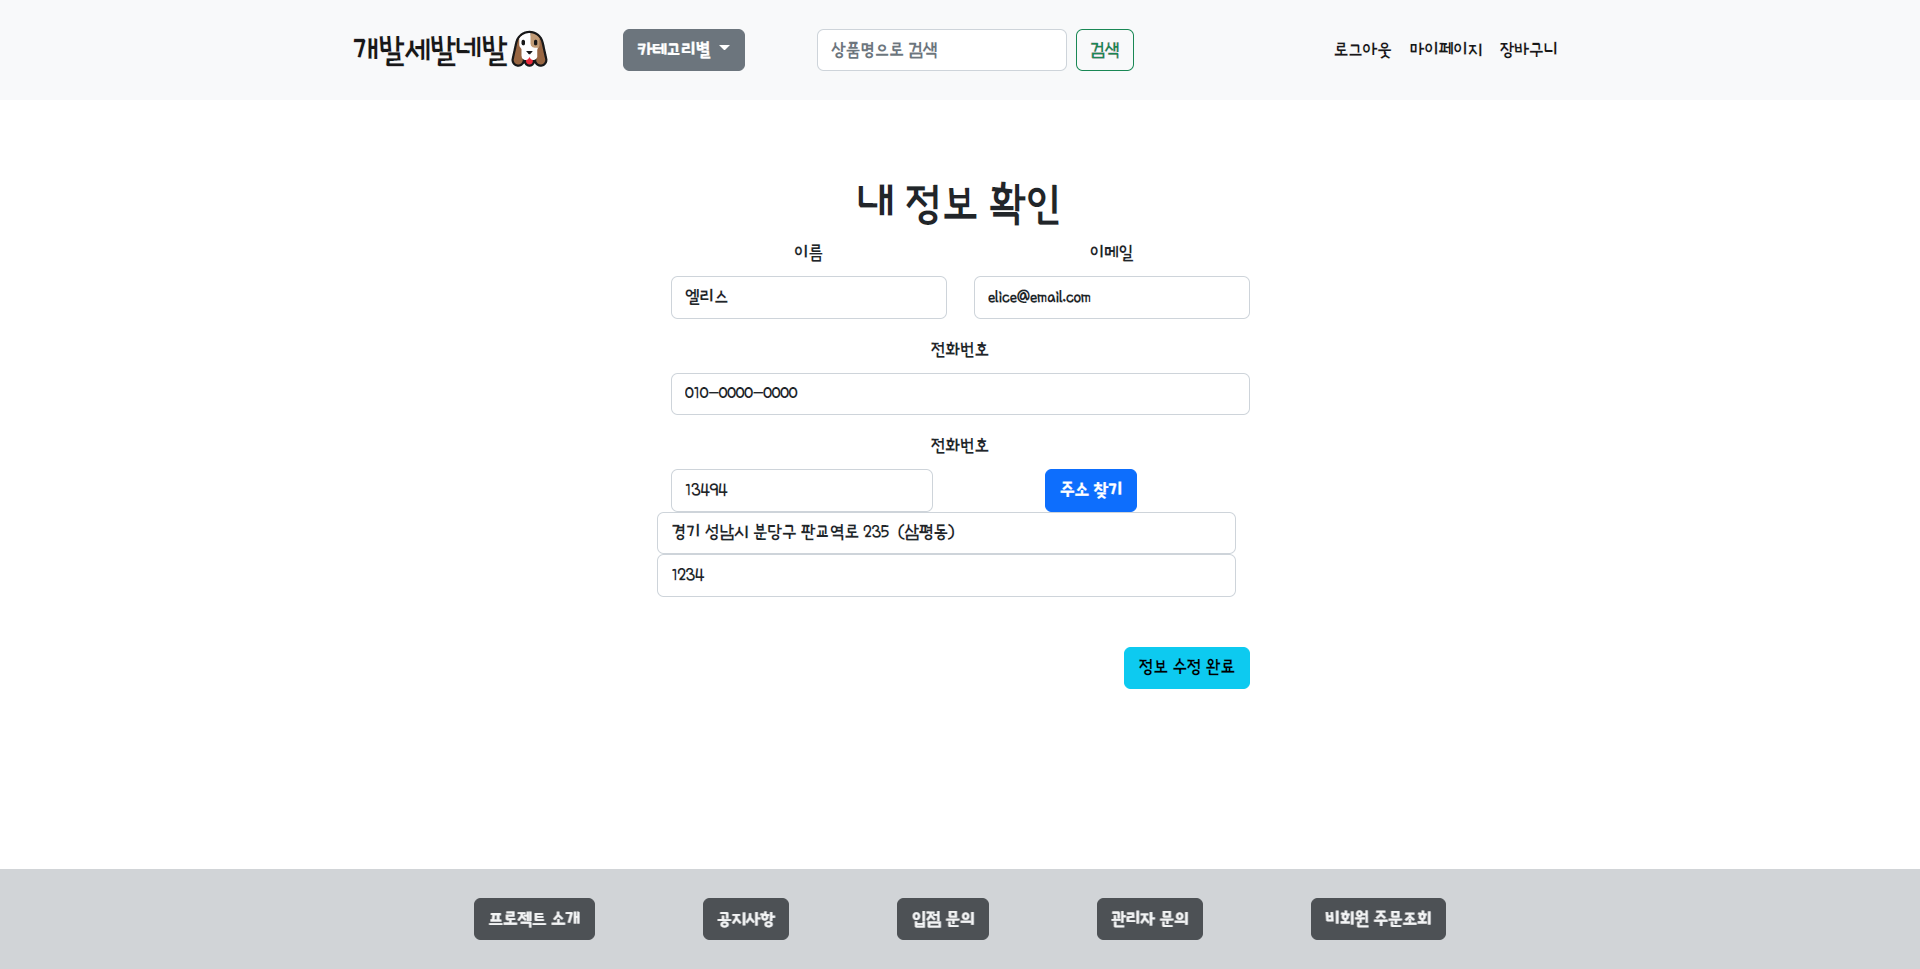 개발세발네발
카테고리별
상품명으로 검색
검색
로그아웃 마이페이지 장바구니
내 정보 확인
이름
이메일
엘리스
elice@email.com
전화번호
010-0000-0000
전화번호
13494
주소 찾기
경기 성남시 분당구 판교역로 235 (삼평동)
1234
정보 수정 완료
프로젝트 소개
공지사항
입점 문의
관리자 문의
비회원 주문조회